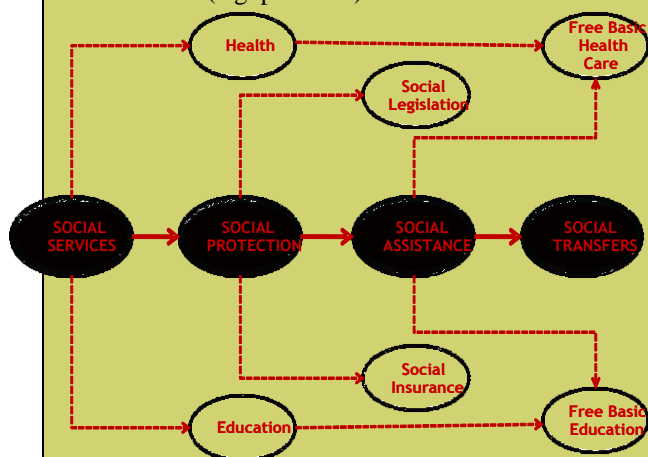 Health
Free Basic
Health
Care
Social
Legislation
SOCIAL
SERVICES
SOCIAL
PROTECTION
SOCIAL
ASSISTANCE
SOCIAL
TRANSFERS
Social
Insurance
Education
Free Basic
Education